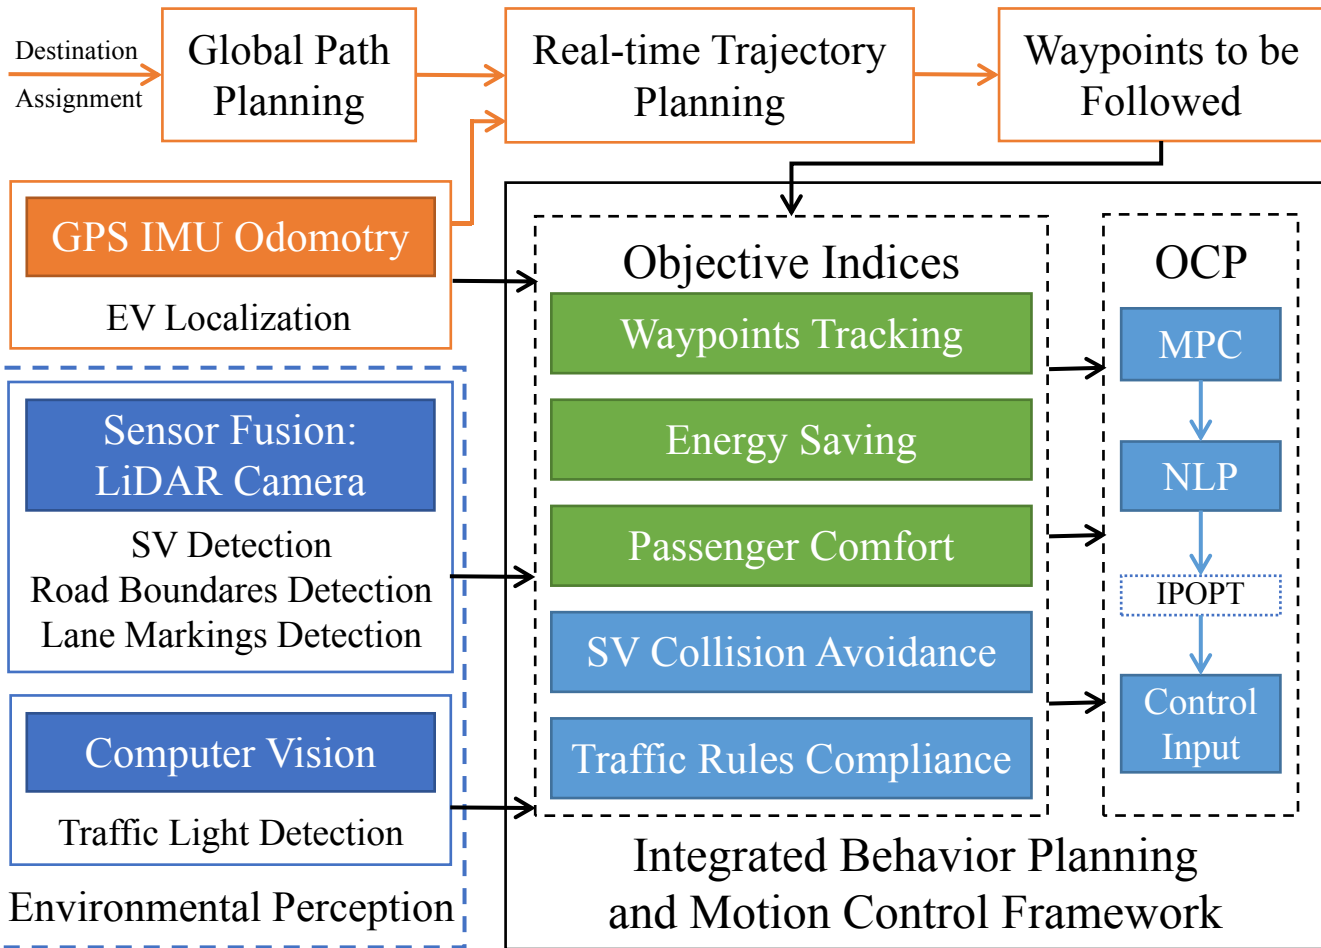 Destination
Assignment
Global Path
Planning
Real-time Trajectory
Planning
Waypoints to be
Followed
GPS IMU Odomotry
EV Localization
Sensor Fusion:
LiDAR Camera
SV Detection
Road Boundares Detection
Lane Markings Detection
Computer Vision
Traffic Light Detection
Environmental Perception
Objective Indices
Waypoints Tracking
Energy Saving
Passenger Comfort
SV Collision Avoidance
Traffic Rules Compliance
OCP
MPC
NLP
IPOPT
Control
Input
Integrated Behavior Planning
and Motion Control Framework